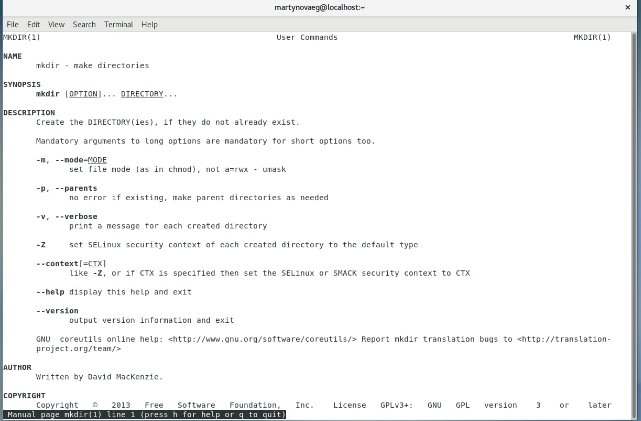 martynovaeg@localhost:~
File Edit View Search Terminal Help
MKDIR(1) User Commands MKDIR(1)
NAME
mkdir - make directories
SYNOPSIS
mkdir [OPTION]... DIRECTORY...
DESCRIPTION
Create the DIRECTORY(ies), if they do not already exist.
Mandatory arguments to long options are mandatory for short options too.
-m, --mode=MODE
set file mode (as in chmod), not a=rwx - umask
-p, --parents
no error if existing, make parent directories as needed
-v, --verbose
print a message for each created directory
-Z set SELinux security context of each created directory to the default type
--context[=CTX]
like -Z, or if CTX is specified then set the SELinux or SMACK security context to CTX
--help display this help and exit
--version
output version information and exit
GNU coreutils online help: <http://www.gnu.org/software/coreutils/> Report mkdir translation bugs to <http://translation-
project.org/team/>
AUTHOR
Written by David MacKenzie.
COPYRIGHT
Copyright © 2013 Free Software Foundation, Inc. License GPLv3+: GNU GPL version 3 or later
Manual page mkdir(1) line 1 (press h for help or q to quit)